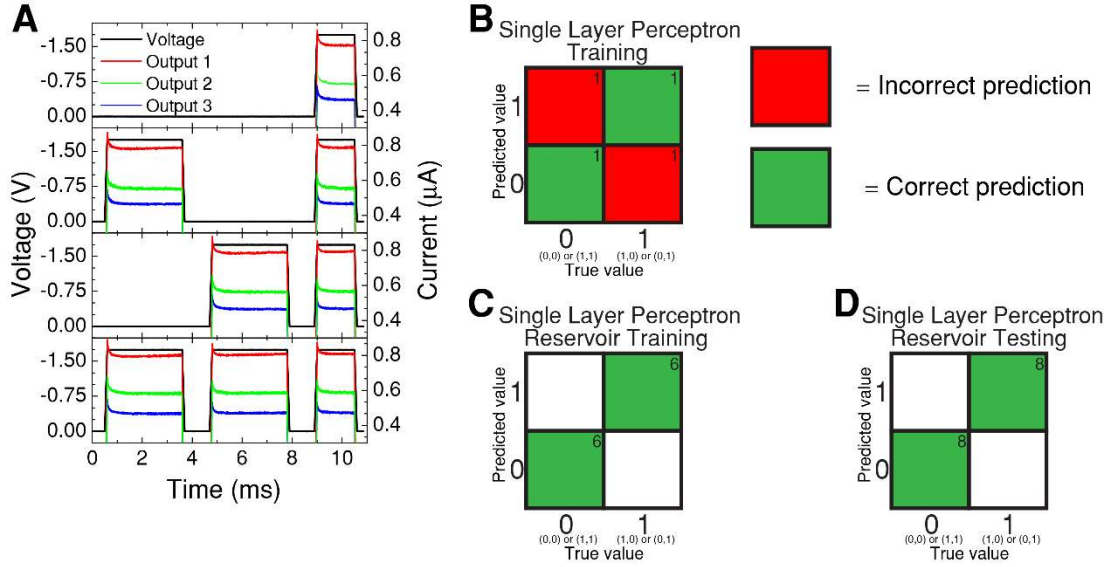 A
Voltage
Output 1
Output 2
Output 3
-1.50
-0.75
0.00
0.8
0.6
0.4
-1.50
-0.75
0.00
0.8
0.6
0.4
-1.50
-0.75
0.00
0.8
0.6
0.4
-1.50
-0.75
0.00
0.8
0.6
0.4
0 2 4 6 8 10
Time (ms)
Voltage (V)
Current (µA)
B
Single Layer Perceptron
Training
Predicted value
1
0
1 1
1 1
0 1
(0,0) or (1,1) (1,0) or (0,1)
True value
= Incorrect prediction
= Correct prediction
C
Single Layer Perceptron
Reservoir Training
Predicted value
1
0
6
6
0 1
(0,0) or (1,1) (1,0) or (0,1)
True value
D
Single Layer Perceptron
Reservoir Testing
Predicted value
1
0
8
8
0 1
(0,0) or (1,1) (1,0) or (0,1)
True value